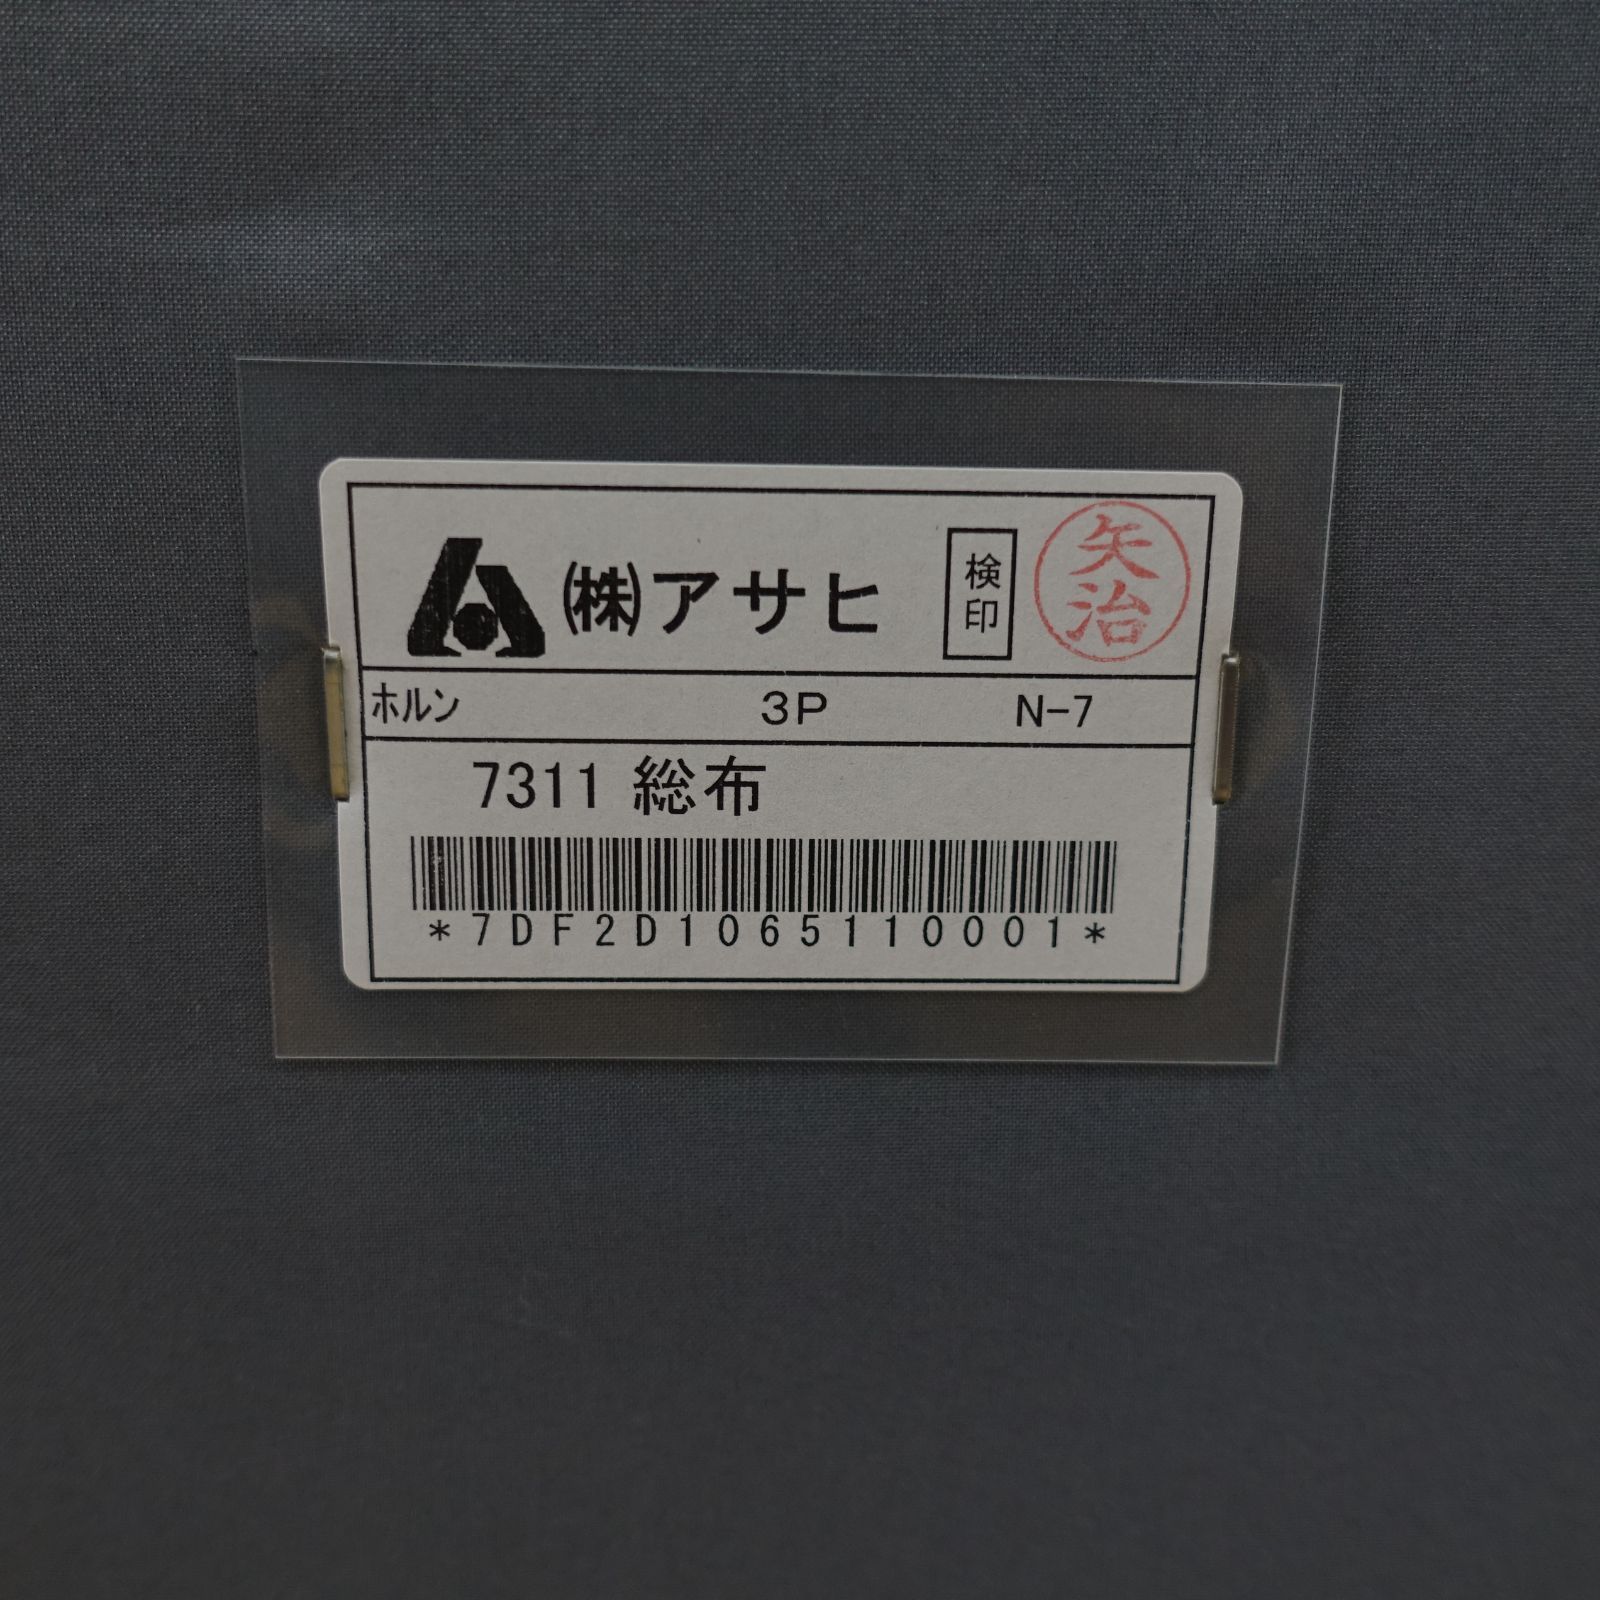 ㈱アサヒ
検印
矢治
ホルン 3P N-7
7311 総布
*7DF2D1065110001*